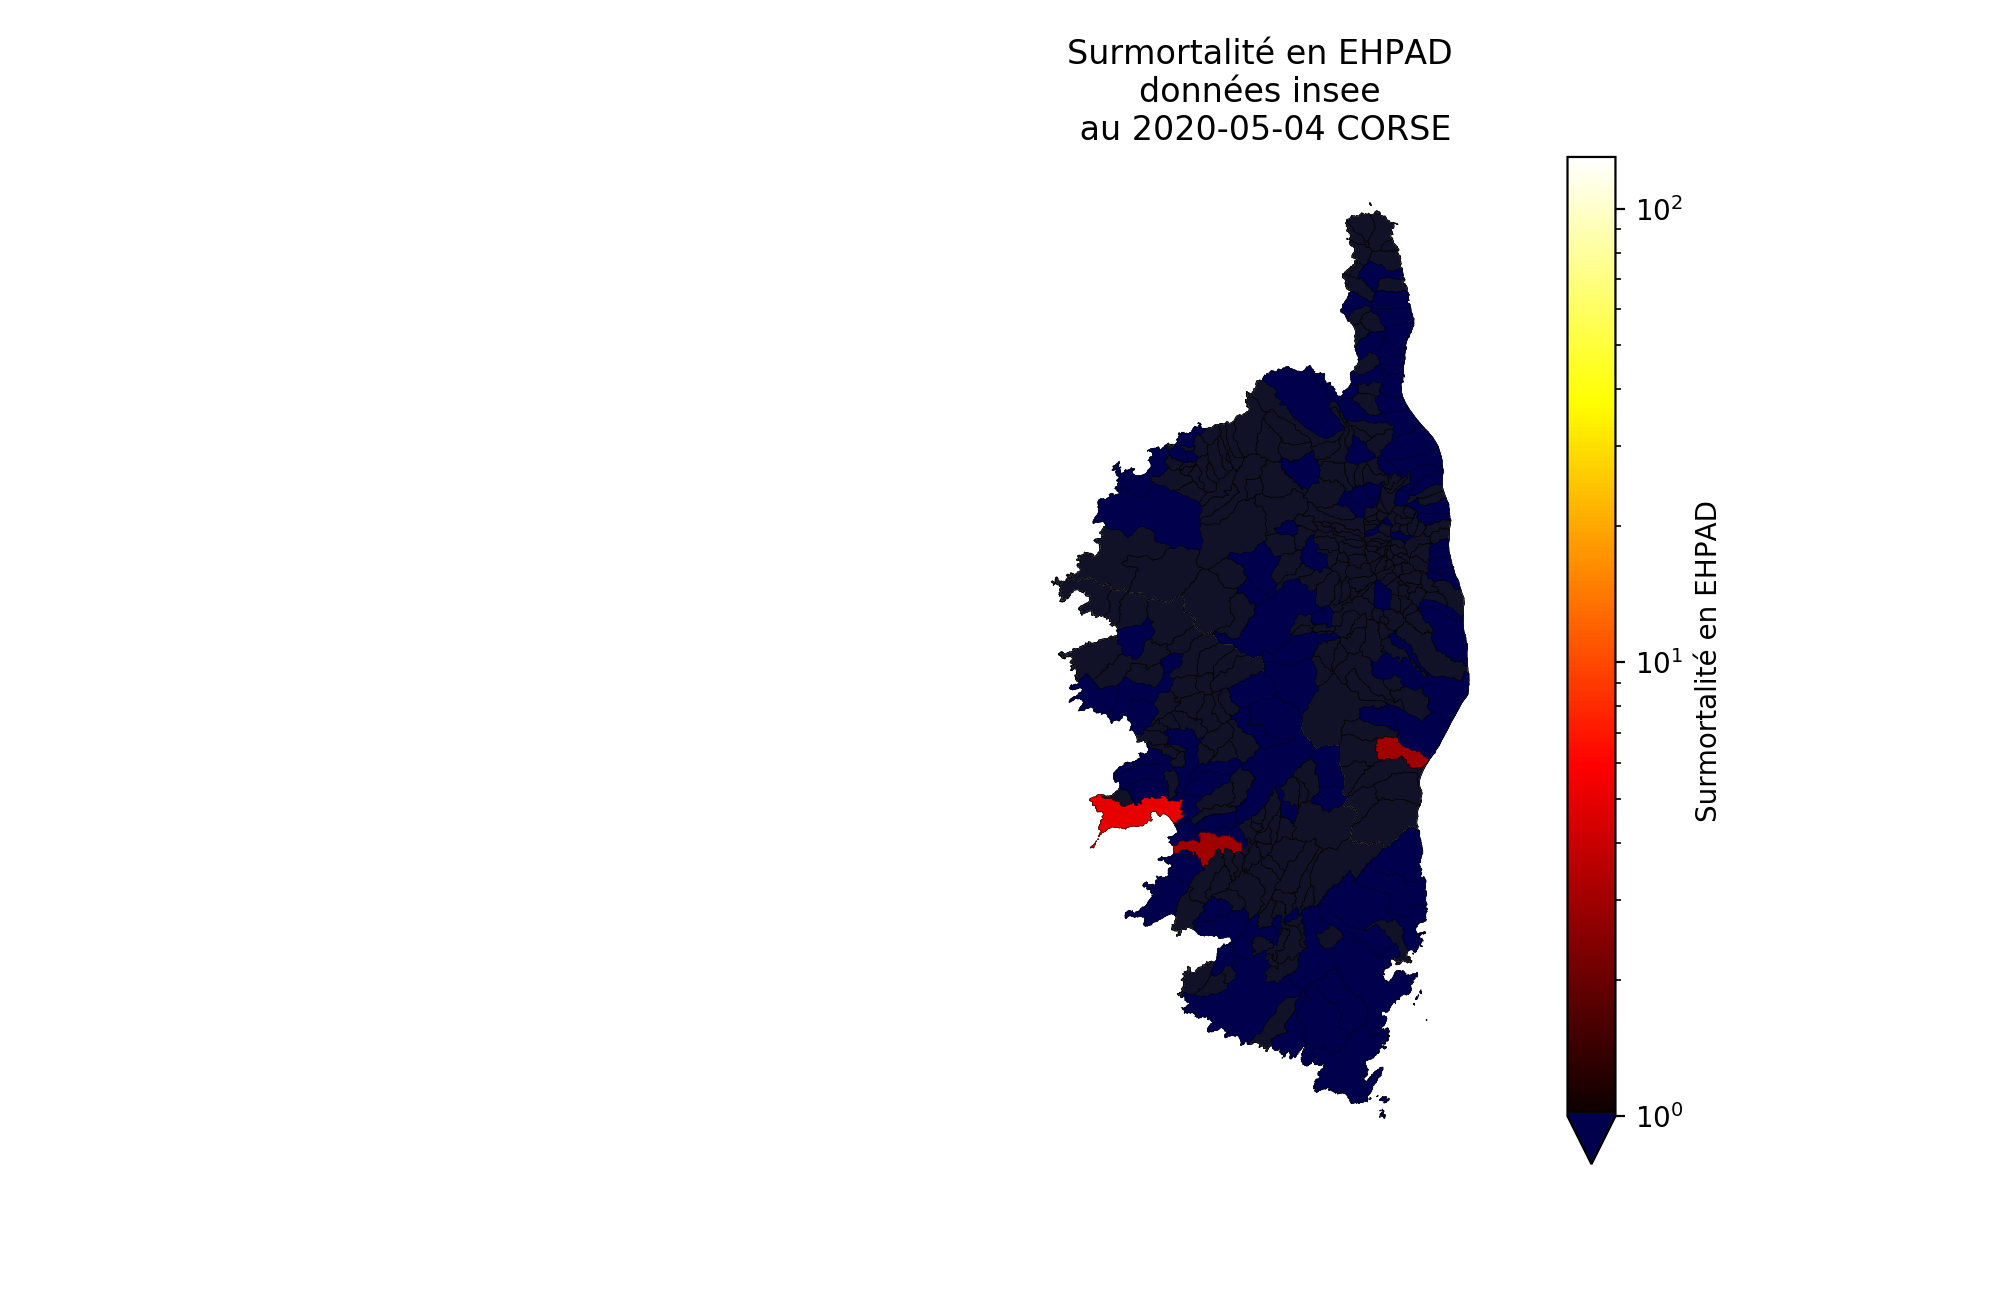 Surmortalité en EHPAD
données insee
au 2020-05-04 CORSE
10²
10¹
10⁰
Surmortalité en EHPAD